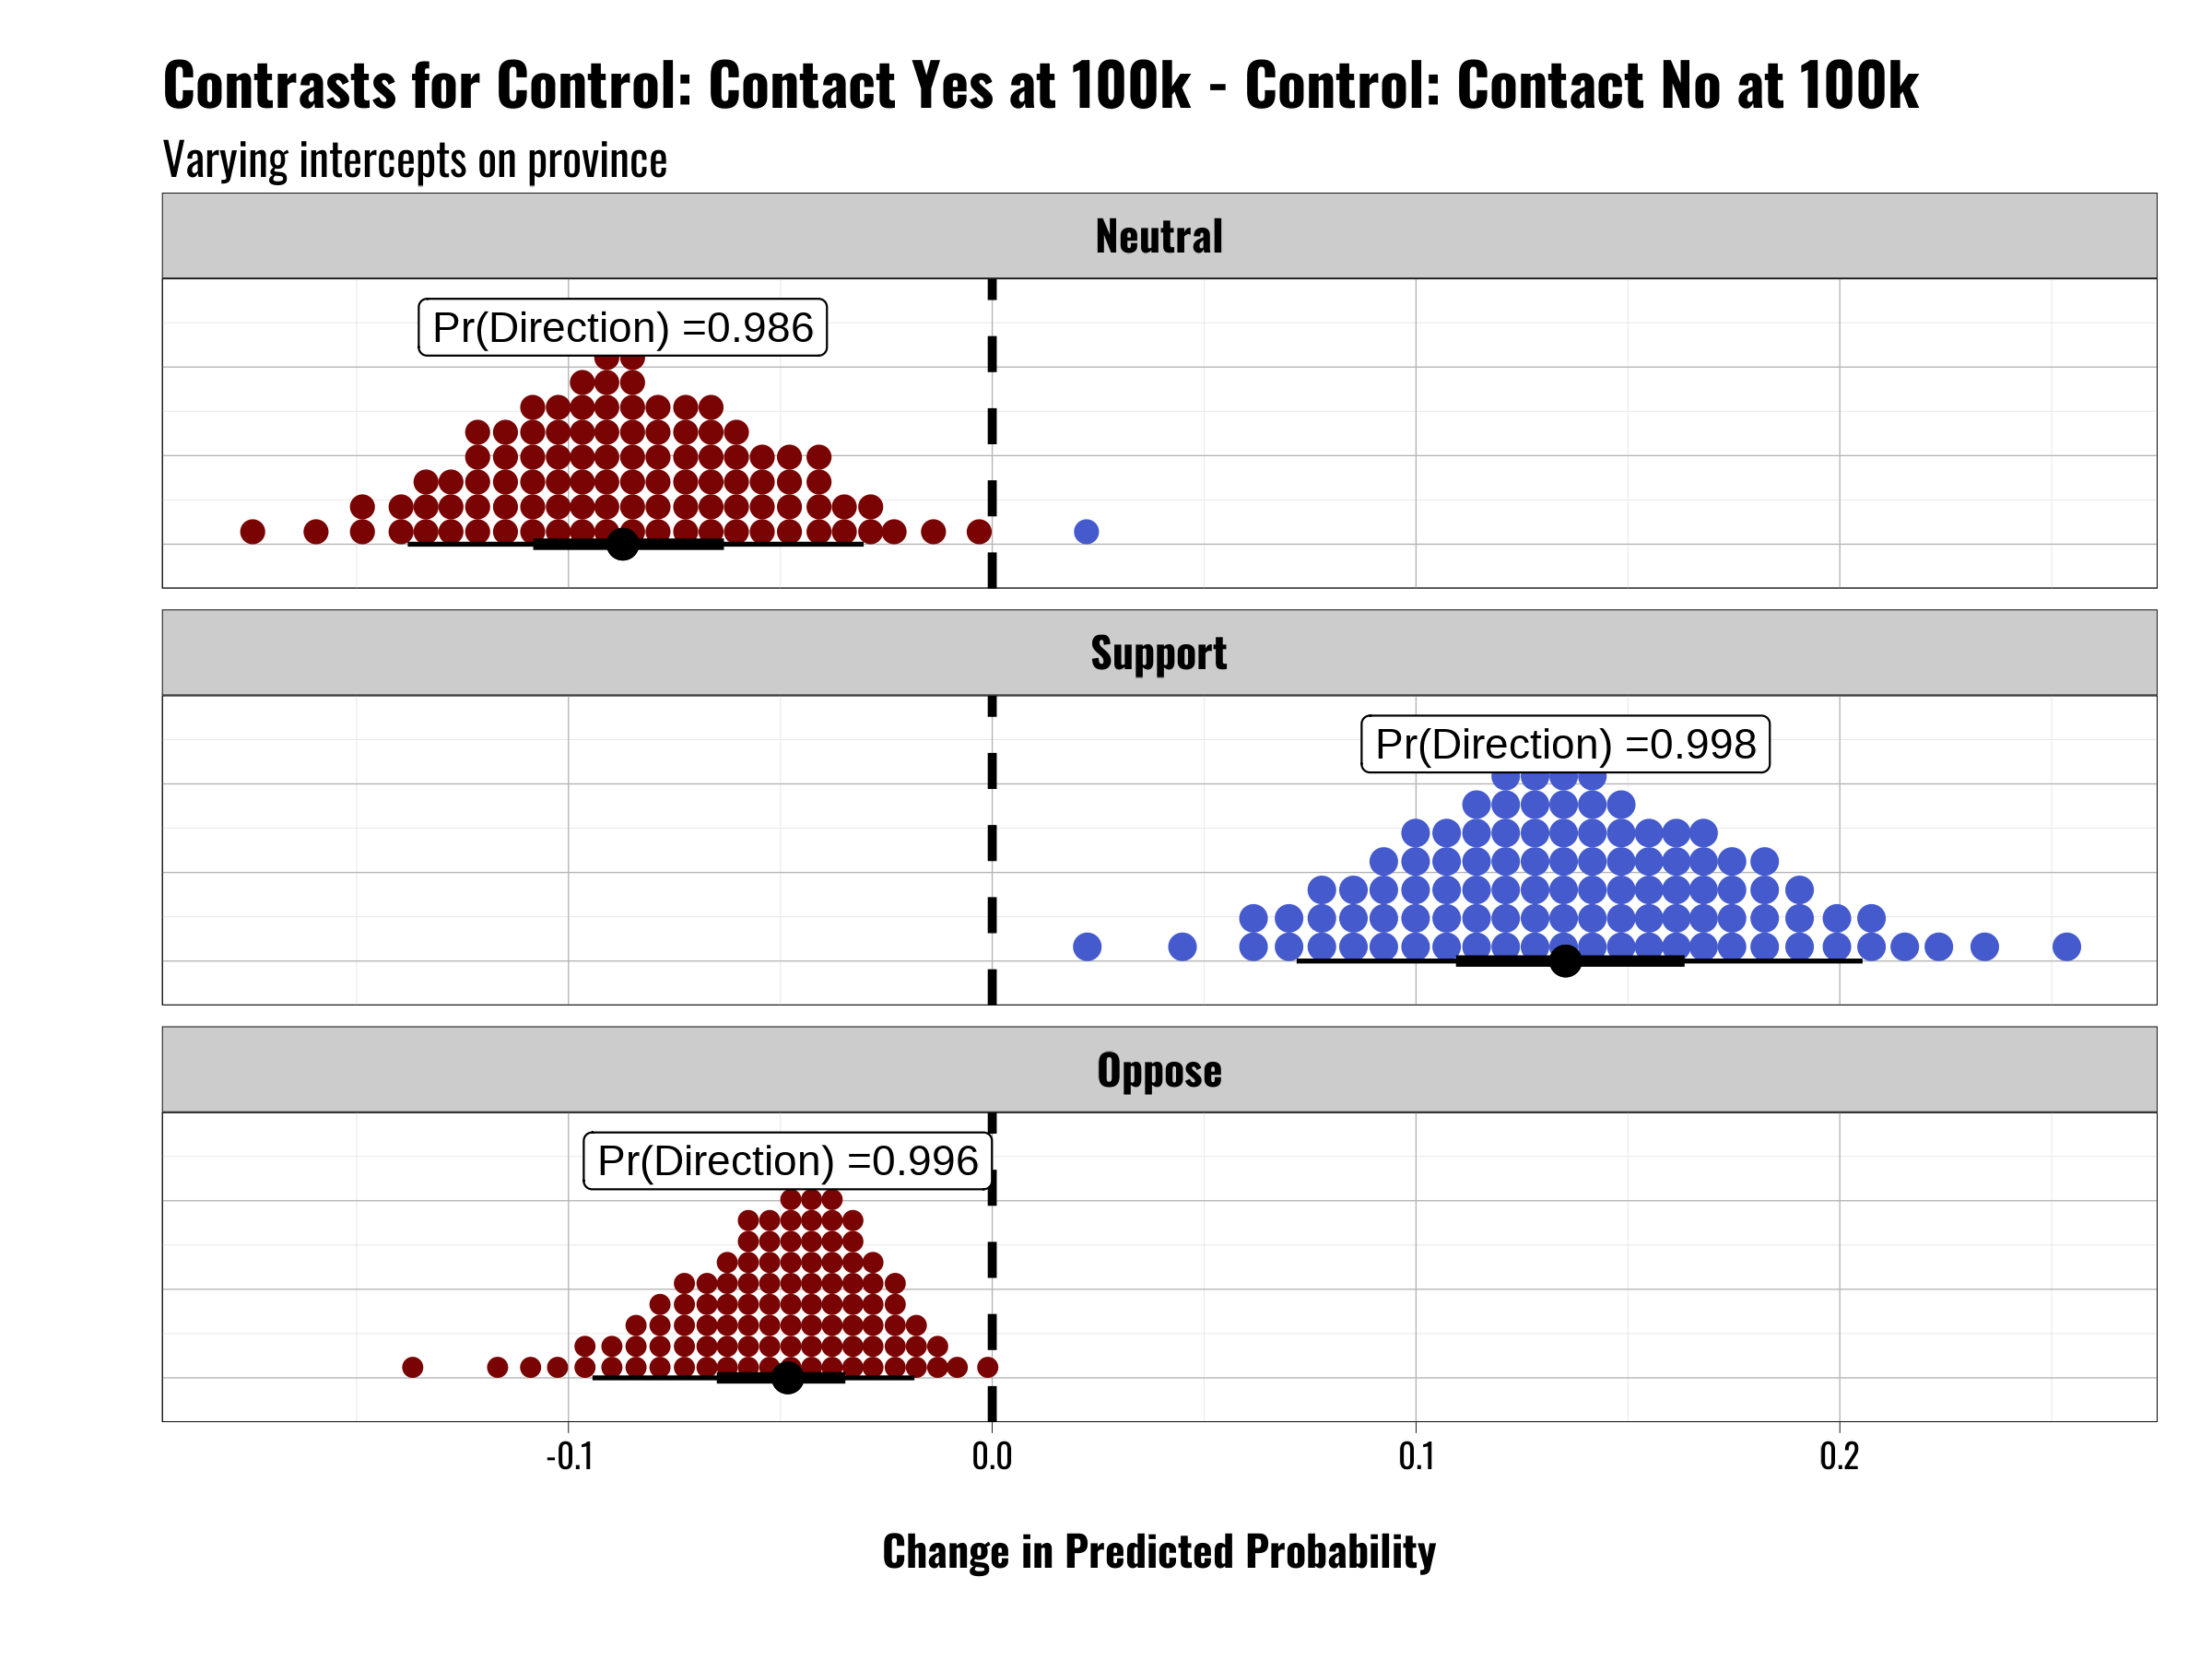 Contrasts for Control: Contact Yes at 100k - Control: Contact No at 100k
Varying intercepts on province
Neutral
Pr(Direction) =0.986
Support
Pr(Direction) =0.998
Oppose
Pr(Direction) =0.996
-0.1 0.0 0.1 0.2
Change in Predicted Probability